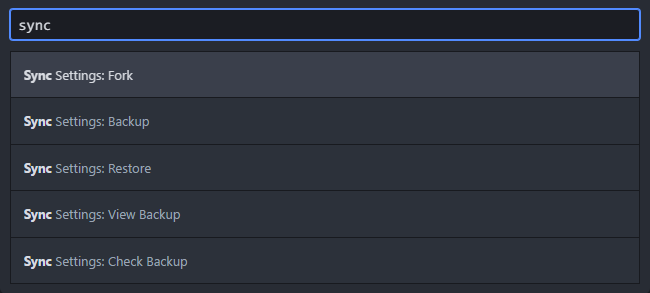 sync
Sync Settings: Fork
Sync Settings: Backup
Sync Settings: Restore
Sync Settings: View Backup
Sync Settings: Check Backup